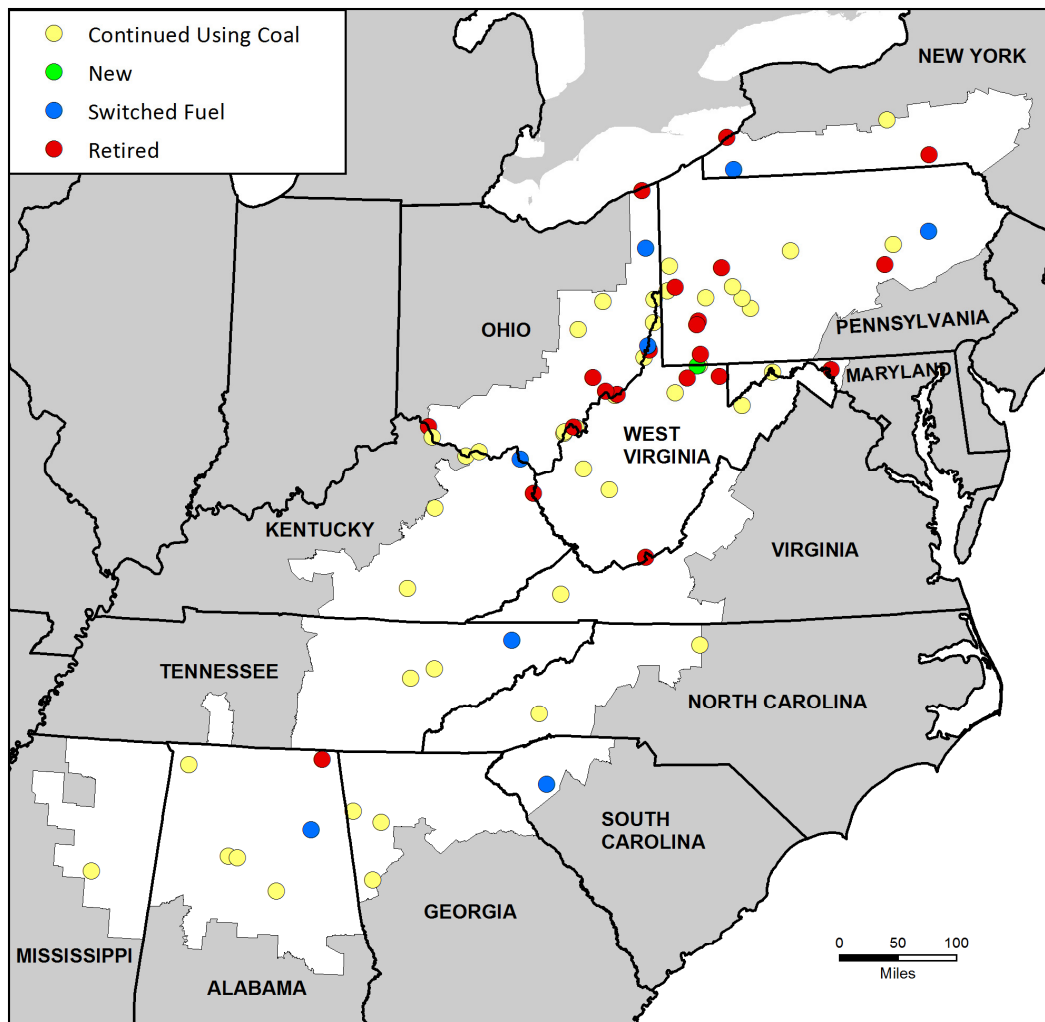 Continued Using Coal
New
Switched Fuel
Retired
NEW YORK
PENNSYLVANIA
OHIO
MARYLAND
WEST
VIRGINIA
KENTUCKY
VIRGINIA
TENNESSEE
NORTH CAROLINA
SOUTH
CAROLINA
GEORGIA
MISSISSIPPI
ALABAMA
0 50 100
Miles